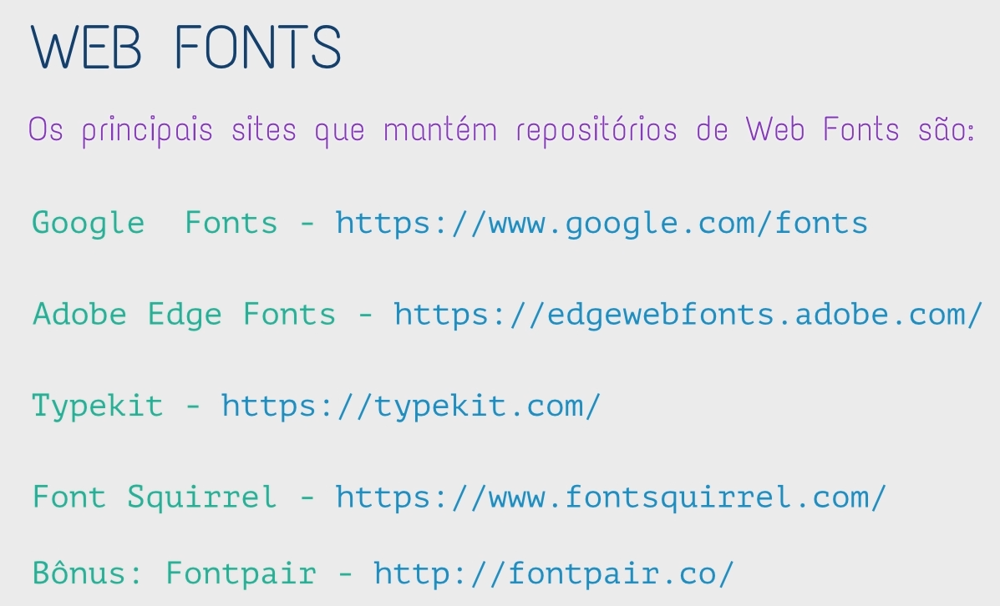 WEB FONTS
Os principais sites que mantém repositórios de Web Fonts são:
Google Fonts - https://www.google.com/fonts
Adobe Edge Fonts - https://edgewebfonts.adobe.com/
Typekit - https://typekit.com/
Font Squirrel - https://www.fontsquirrel.com/
Bônus: Fontpair - http://fontpair.co/